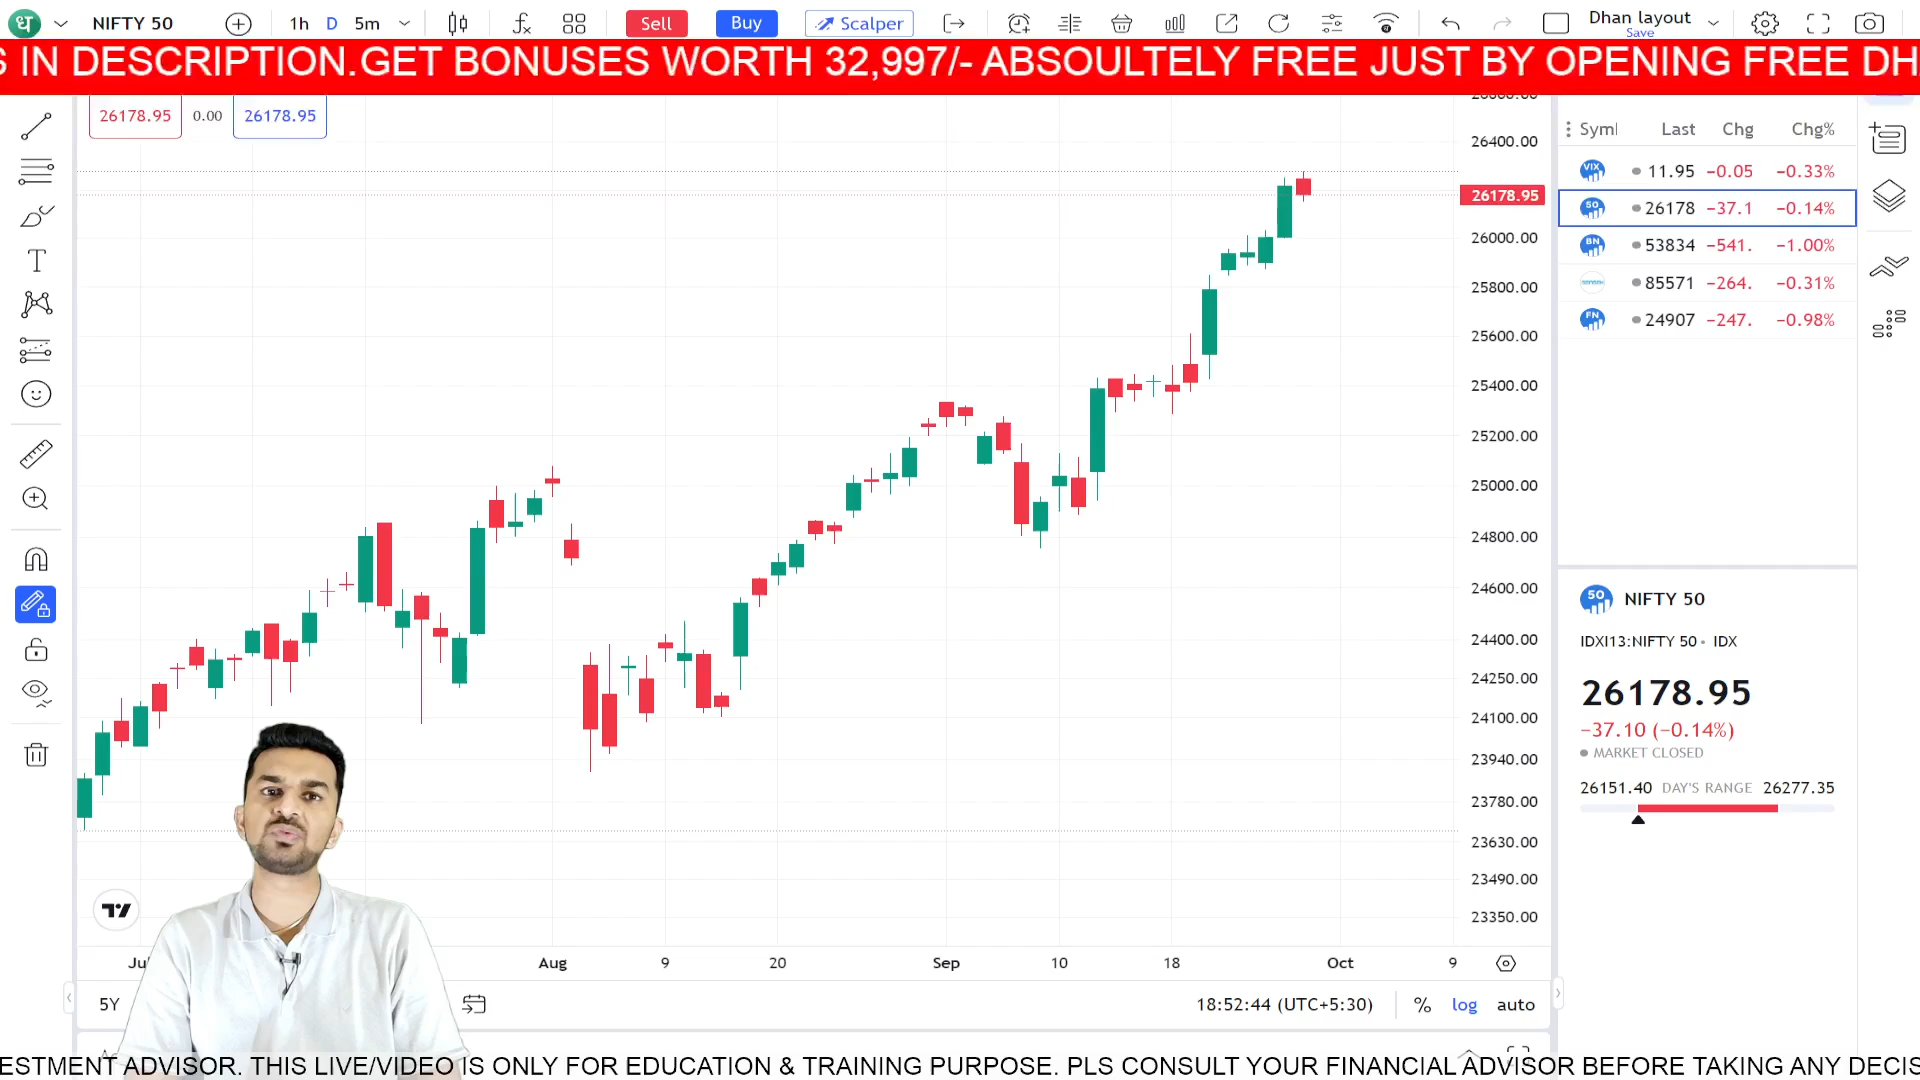 ध NIFTY 50 1h D 5m Sell Buy Scalper Dhan layout
Save
S IN DESCRIPTION.GET BONUSES WORTH 32,997/- ABSOULTELY FREE JUST BY OPENING FREE DH
26178.95 0.00 26178.95
Last Chg Chg%
VIX 11.95 −0.05 −0.33%
50 26178 −37.1 −0.14%
BN 53834 −541. −1.00%
85571 −264. −0.31%
FN 24907 −247. −0.98%
26400.00
26178.95
26000.00
25800.00
25600.00
25400.00
25200.00
25000.00
24800.00
24600.00
24400.00
24250.00
24100.00
23940.00
23780.00
23630.00
23490.00
23350.00
50 NIFTY 50
IDXI13:NIFTY 50 • IDX
26178.95
−37.10 (−0.14%)
MARKET CLOSED
26151.40 DAY'S RANGE 26277.35
Aug 9 20 Sep 10 18 Oct 9
5Y 18:52:44 (UTC+5:30) % log auto
ESTMENT ADVISOR. THIS LIVE/VIDEO IS ONLY FOR EDUCATION & TRAINING PURPOSE. PLS CONSULT YOUR FINANCIAL ADVISOR BEFORE TAKING ANY DECIS